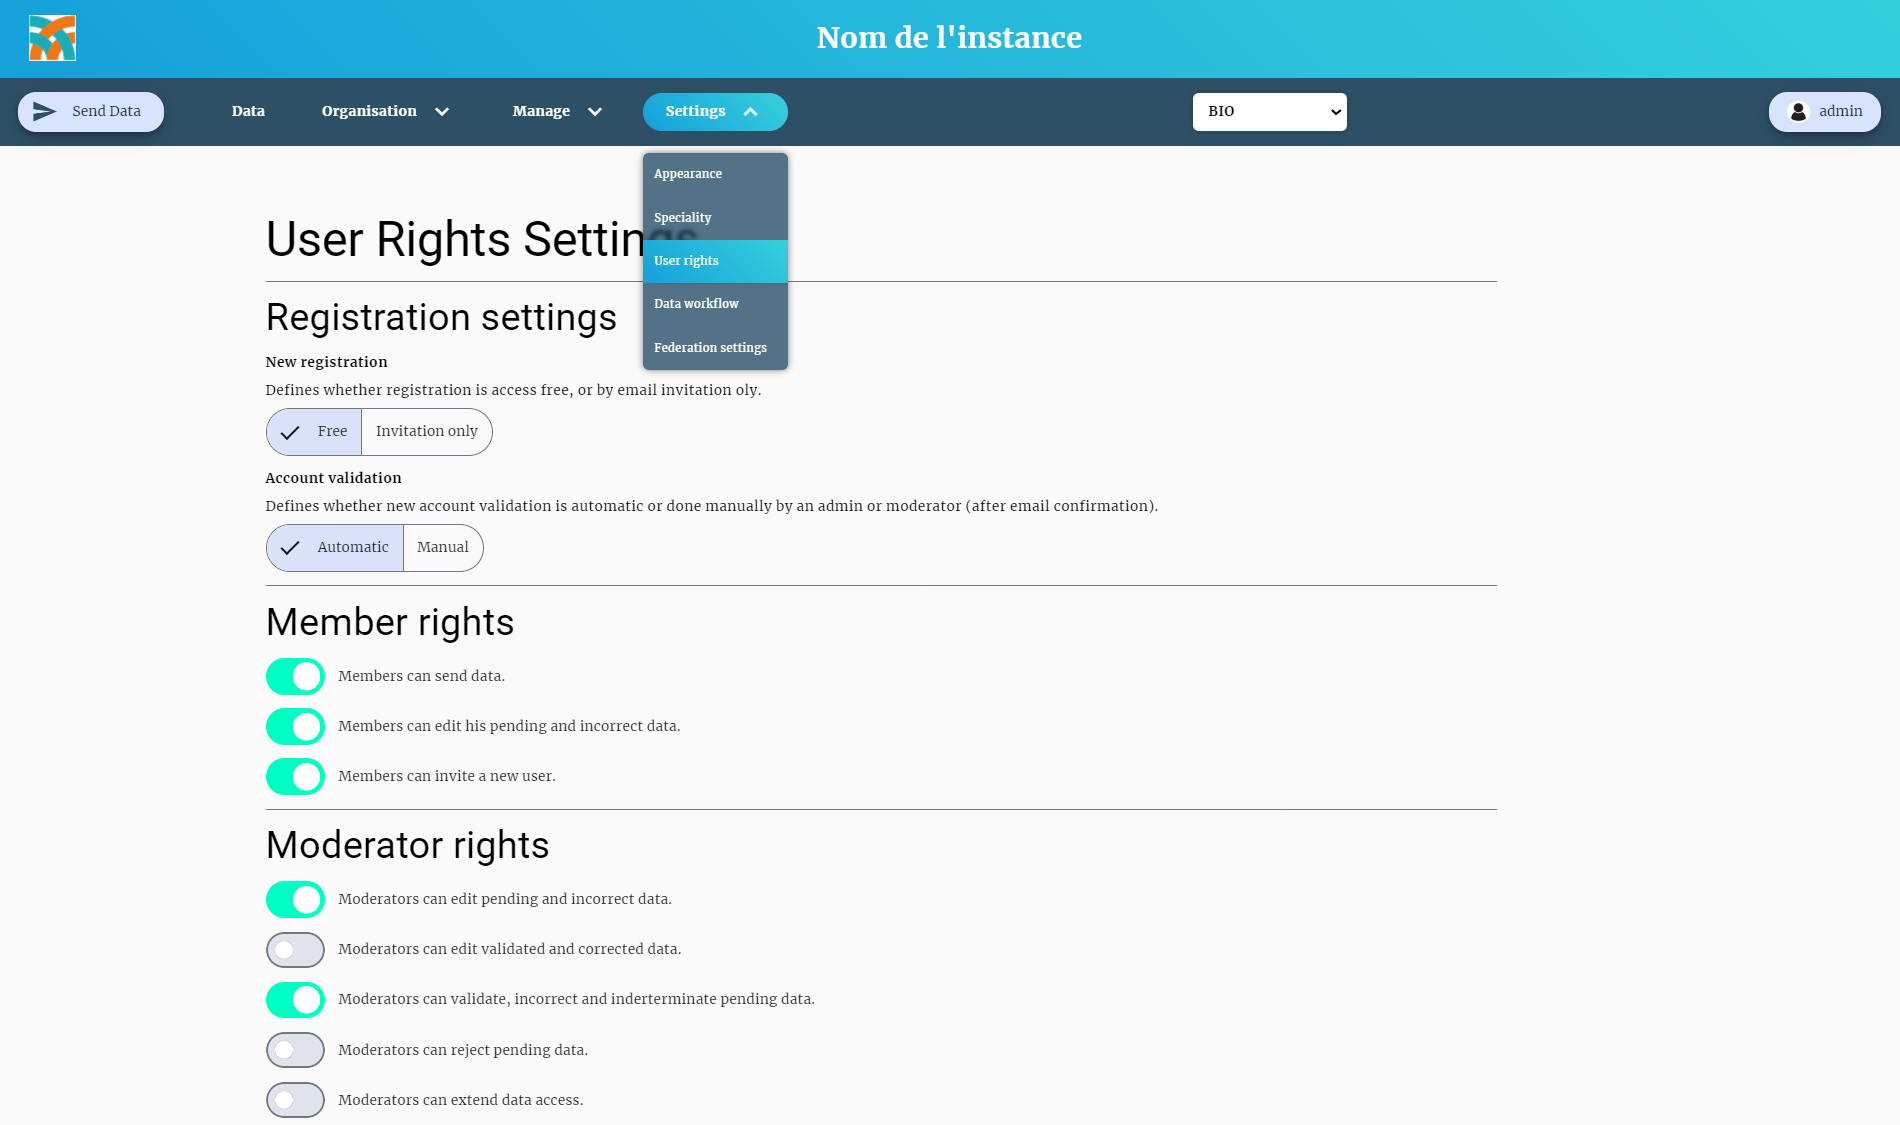 Nom de l'instance
Send Data
Data
Organisation
Manage
Settings
BIO
admin
Appearance
Speciality
User rights
Data workflow
Federation settings
User Rights Settings
Registration settings
New registration
Defines whether registration is access free, or by email invitation oly.
Free
Invitation only
Account validation
Defines whether new account validation is automatic or done manually by an admin or moderator (after email confirmation).
Automatic
Manual
Member rights
Members can send data.
Members can edit his pending and incorrect data.
Members can invite a new user.
Moderator rights
Moderators can edit pending and incorrect data.
Moderators can edit validated and corrected data.
Moderators can validate, incorrect and inderterminate pending data.
Moderators can reject pending data.
Moderators can extend data access.